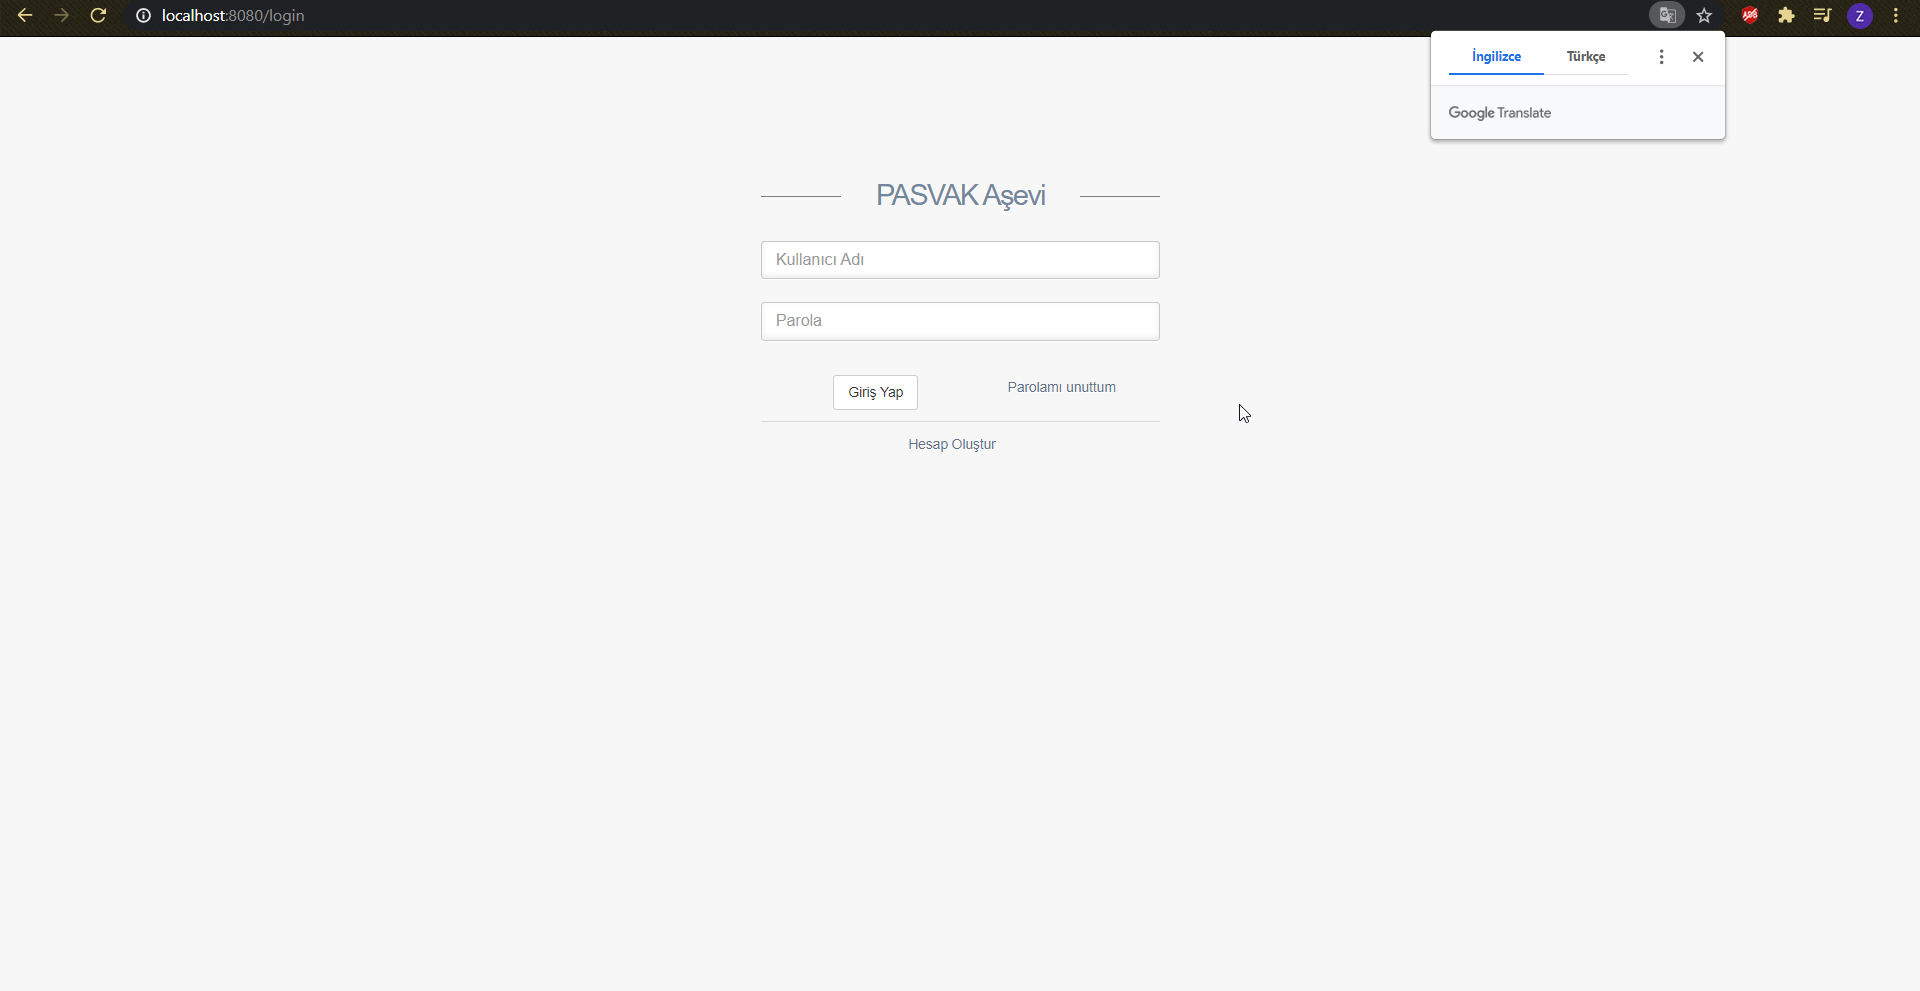 localhost:8080/login
İngilizce Türkçe
Google Translate
PASVAK Aşevi
Kullanıcı Adı
Parola
Giriş Yap Parolamı unuttum
Hesap Oluştur
Z